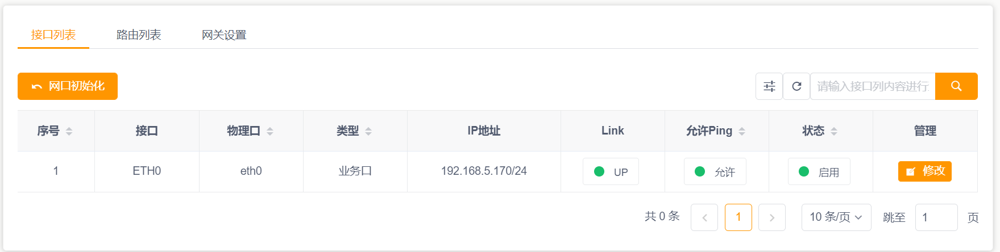 接口列表 路由列表 网关设置
网口初始化 请输入接口列内容进行
序号 接口 物理口 类型 IP地址 Link 允许Ping 状态 管理
1 ETH0 eth0 业务口 192.168.5.170/24 UP 允许 启用 修改
共 0 条 1 10 条/页 跳至 1 页